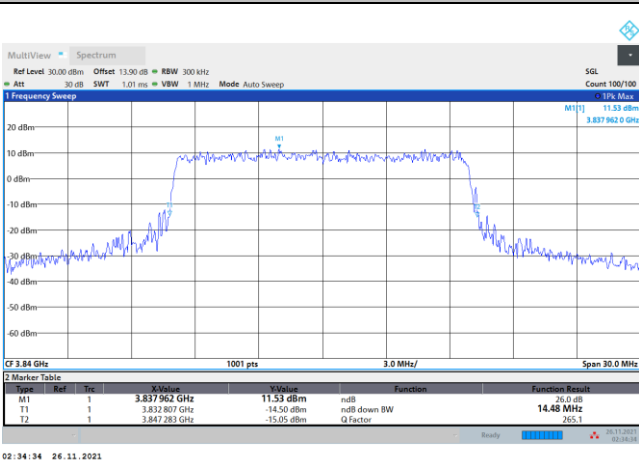 MultiView Spectrum
Ref Level 30.00 dBm Offset 13.90 dB RBW 300 kHz SGL
Att 30 dB SWT 1.01 ms VBW 1 MHz Mode Auto Sweep Count 100/100
1 Frequency Sweep 1Pk Max
M1[1] 11.53 dBm
3.837 962 0 GHz
20 dBm
M1
10 dBm
0 dBm
-10 dBm
-20 dBm
-30 dBm
-40 dBm
-50 dBm
-60 dBm
CF 3.84 GHz 1001 pts 3.0 MHz/ Span 30.0 MHz
2 Marker Table
Type Ref Trc X-Value Y-Value Function Function Result
M1 1 3.837 962 GHz 11.53 dBm ndB 26.0 dB
T1 1 3.832 807 GHz -14.50 dBm ndB down BW 14.48 MHz
T2 1 3.847 283 GHz -15.05 dBm Q Factor 265.1
Ready 26.11.2021
02:34:34
02:34:34 26.11.2021